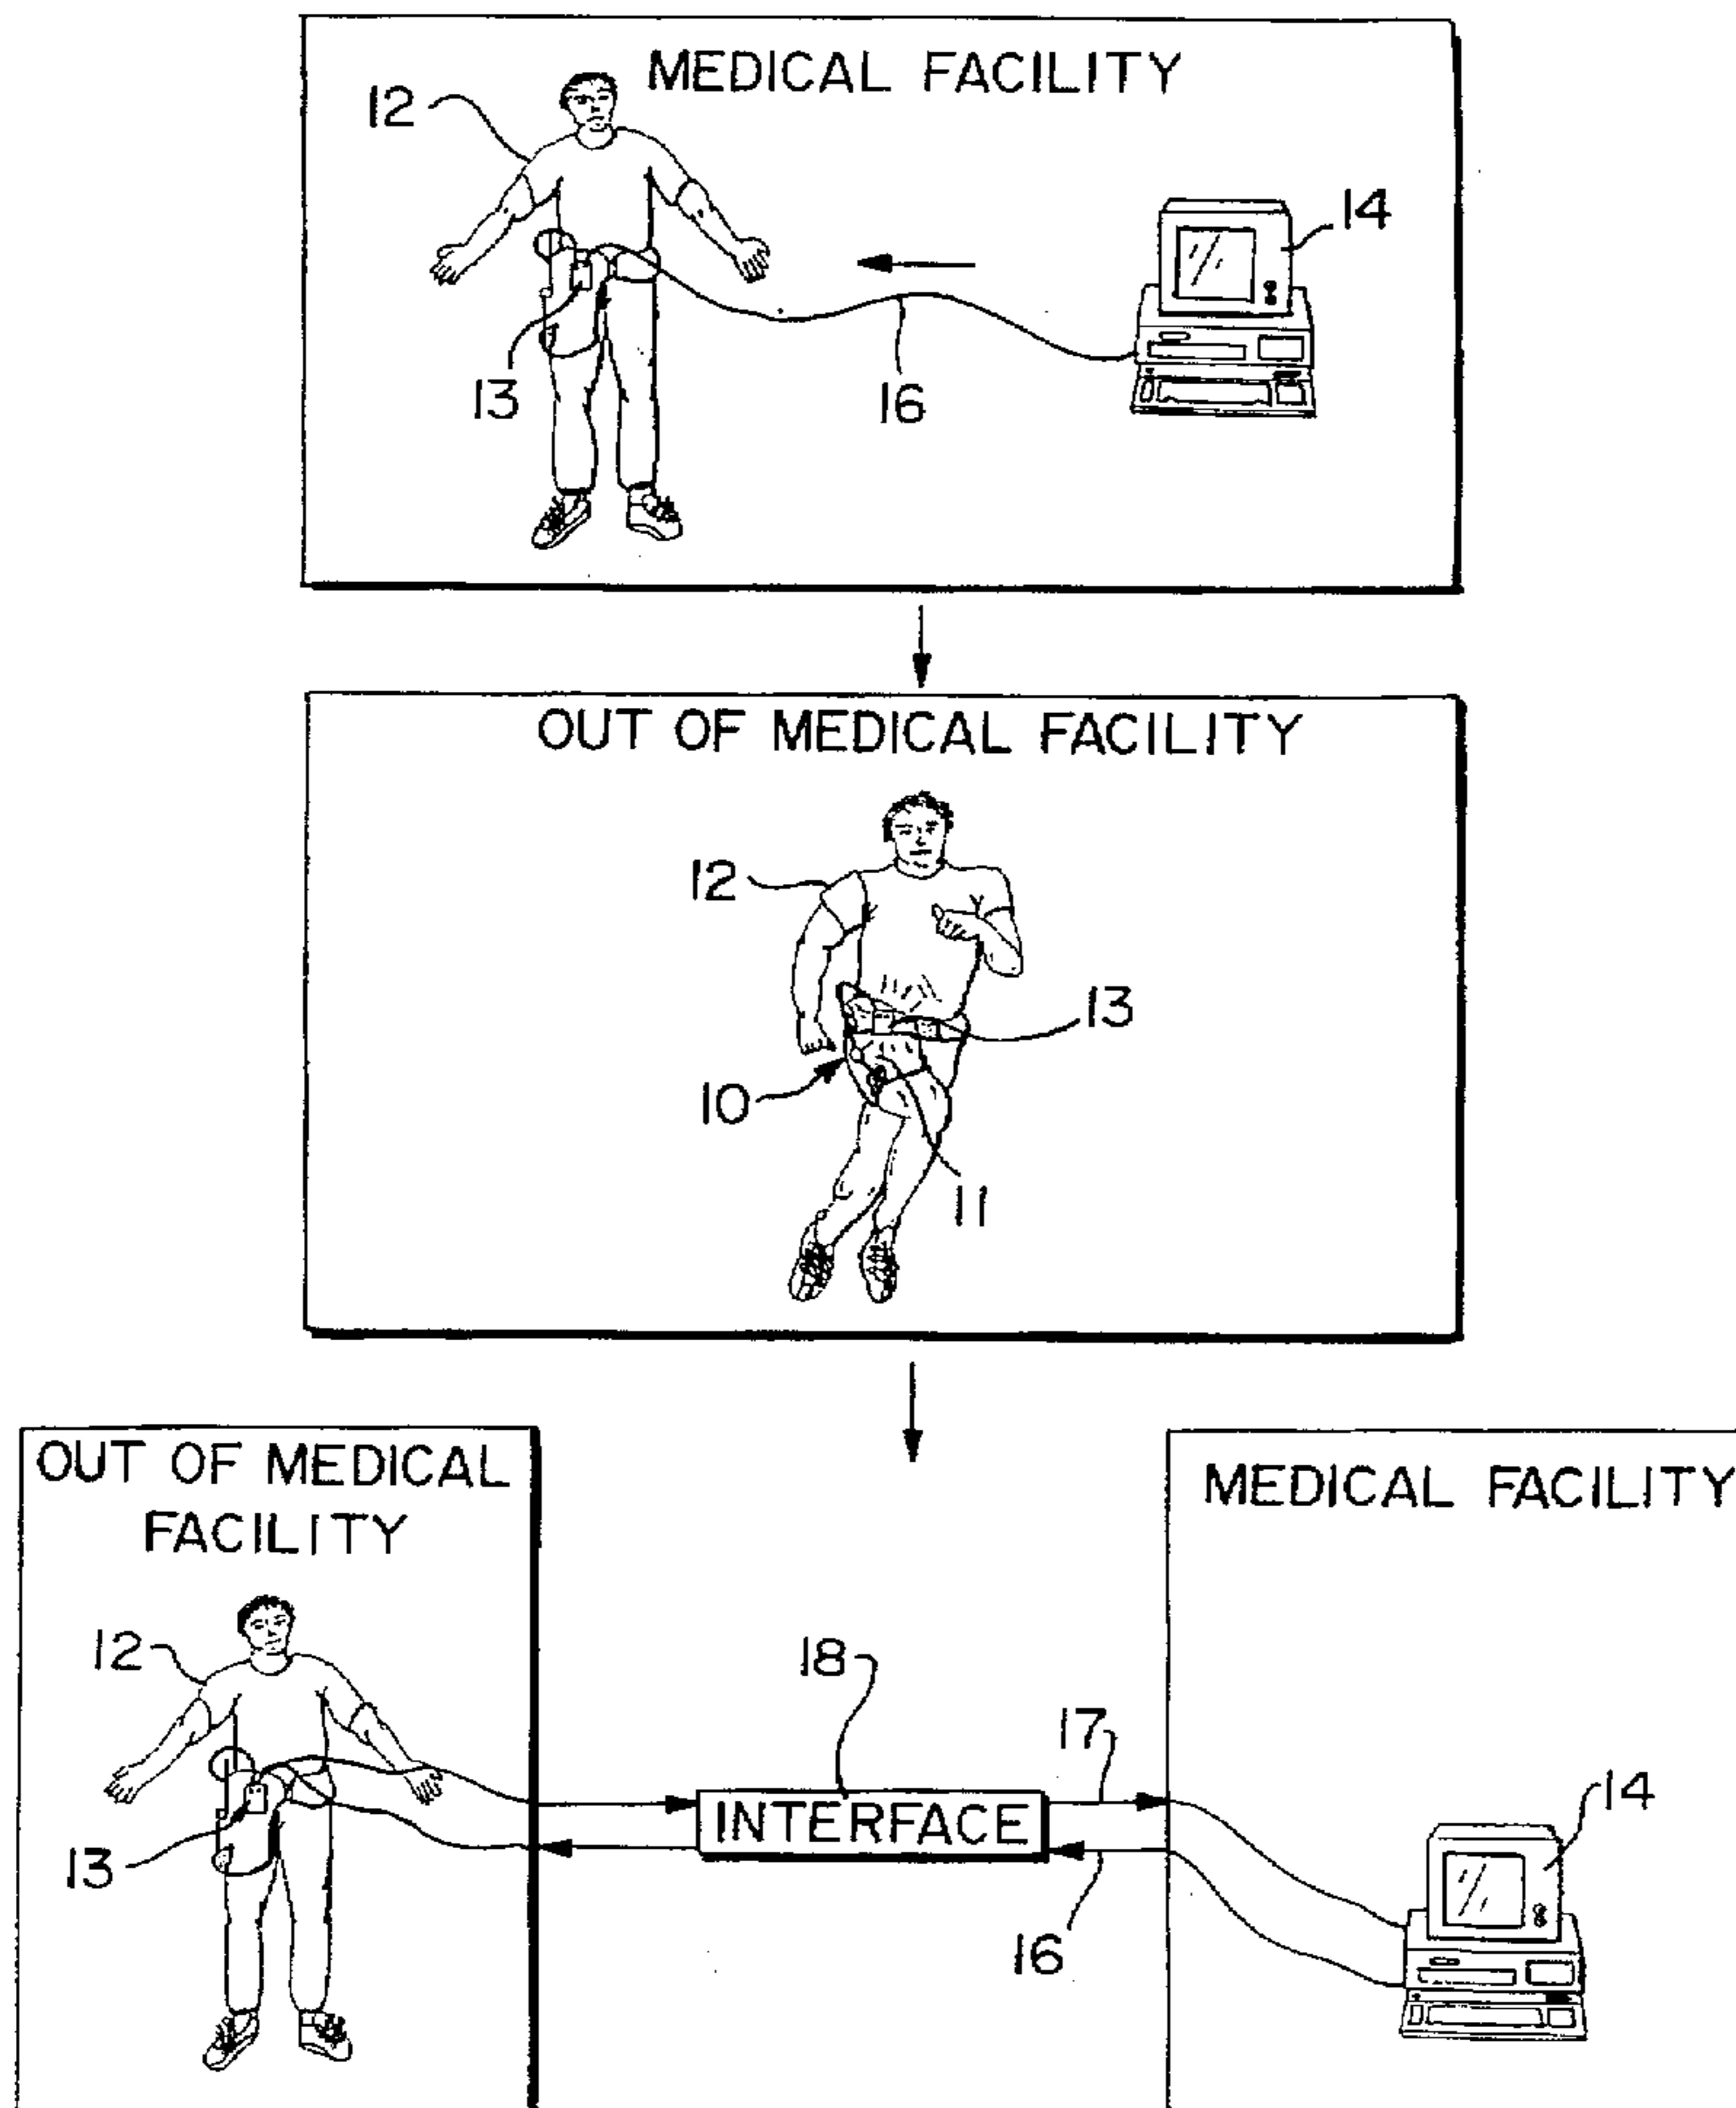 MEDICAL FACILITY
12
14
13
16
OUT OF MEDICAL FACILITY
12
13
10
11
OUT OF MEDICAL
FACILITY
MEDICAL FACILITY
12
18
17
14
INTERFACE
13
16